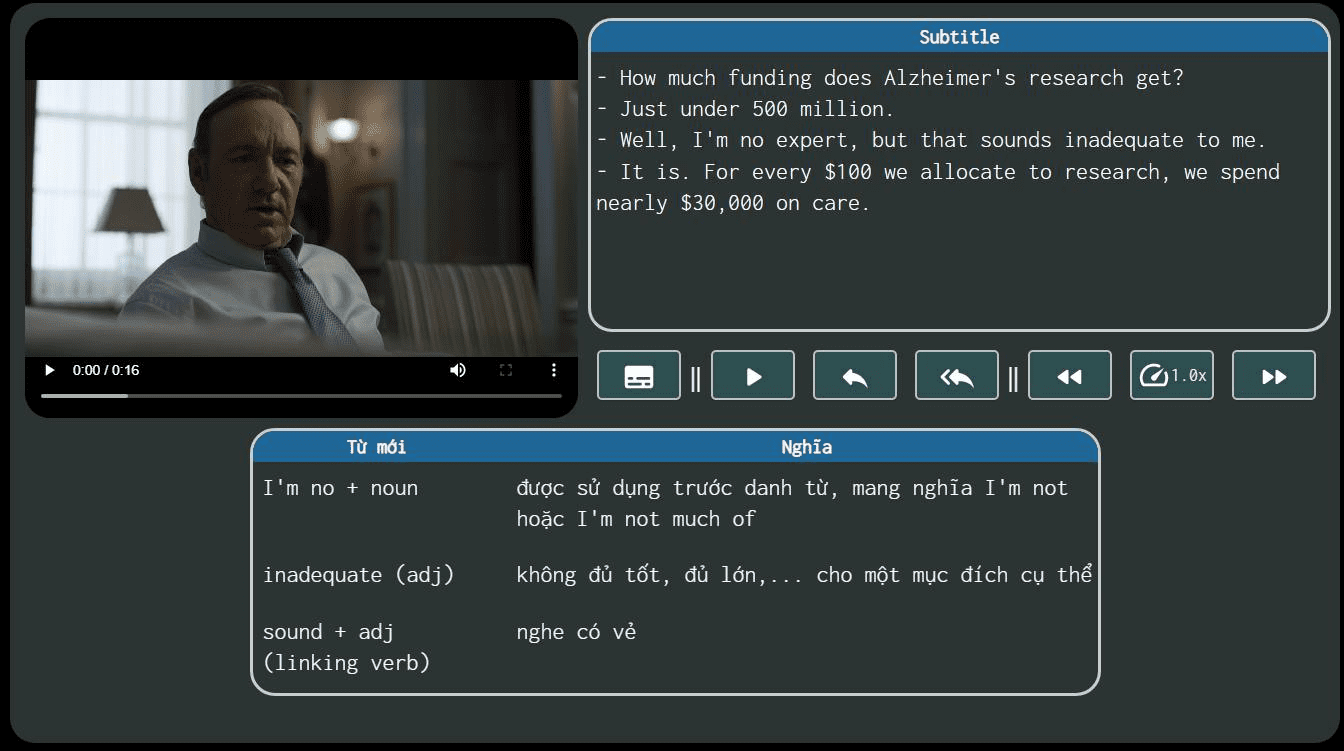 Subtitle
- How much funding does Alzheimer's research get?
- Just under 500 million.
- Well, I'm no expert, but that sounds inadequate to me.
- It is. For every $100 we allocate to research, we spend
nearly $30,000 on care.
0:00 / 0:16
1.0x
Từ mới
Nghĩa
I'm no + noun
được sử dụng trước danh từ, mang nghĩa I'm not
hoặc I'm not much of
inadequate (adj)
không đủ tốt, đủ lớn,... cho một mục đích cụ thể
sound + adj
(linking verb)
nghe có vẻ